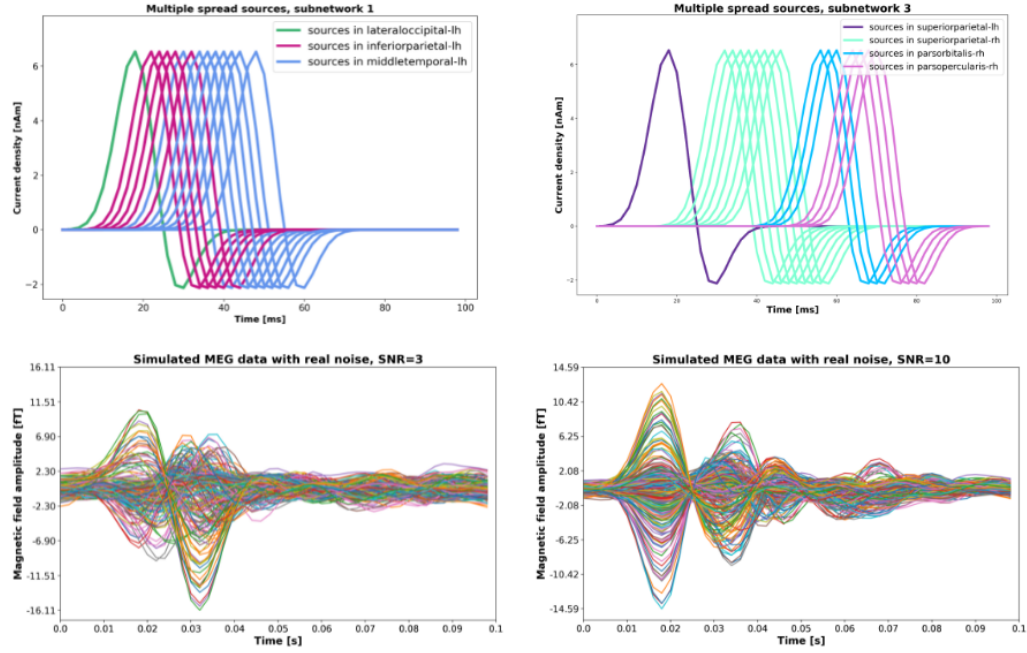 Multiple spread sources, subnetwork 1
sources in lateraloccipital-lh
sources in inferiorparietal-lh
sources in middletemporal-lh
Current density [nAm]
6
4
2
0
−2
0 20 40 60 80 100
Time [ms]
Multiple spread sources, subnetwork 3
sources in superiorparietal-lh
sources in superiorparietal-rh
sources in parsorbitalis-rh
sources in parsopercularis-rh
Current density [nAm]
6
4
2
0
−2
0 20 40 60 80 100
Time [ms]
Simulated MEG data with real noise, SNR=3
Magnetic field amplitude [fT]
16.11
11.51
6.90
2.30
-2.30
-6.90
-11.51
-16.11
0.0 0.01 0.02 0.03 0.04 0.05 0.06 0.07 0.08 0.09 0.1
Time [s]
Simulated MEG data with real noise, SNR=10
Magnetic field amplitude [fT]
14.59
10.42
6.25
2.08
-2.08
-6.25
-10.42
-14.59
0.0 0.01 0.02 0.03 0.04 0.05 0.06 0.07 0.08 0.09 0.1
Time [s]